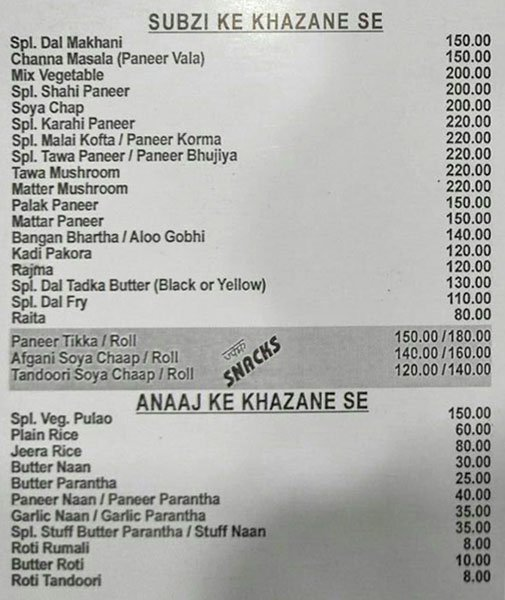 SUBZI KE KHAZANE SE
Spl. Dal Makhani 150.00
Channa Masala (Paneer Vala) 150.00
Mix Vegetable 200.00
Spl. Shahi Paneer 200.00
Soya Chap 200.00
Spl. Karahi Paneer 220.00
Spl. Malai Kofta / Paneer Korma 220.00
Spl. Tawa Paneer / Paneer Bhujiya 220.00
Tawa Mushroom 220.00
Matter Mushroom 220.00
Palak Paneer 150.00
Mattar Paneer 150.00
Bangan Bhartha / Aloo Gobhi 140.00
Kadi Pakora 120.00
Rajma 120.00
Spl. Dal Tadka Butter (Black or Yellow) 130.00
Spl. Dal Fry 110.00
Raita 80.00
Paneer Tikka / Roll 150.00 /180.00
Afgani Soya Chaap / Roll 140.00 /160.00
Tandoori Soya Chaap / Roll 120.00 /140.00
SNACKS
ANAAJ KE KHAZANE SE
Spl. Veg. Pulao 150.00
Plain Rice 60.00
Jeera Rice 80.00
Butter Naan 30.00
Butter Parantha 25.00
Paneer Naan / Paneer Parantha 40.00
Garlic Naan / Garlic Parantha 35.00
Spl. Stuff Butter Parantha / Stuff Naan 35.00
Roti Rumali 8.00
Butter Roti 10.00
Roti Tandoori 8.00